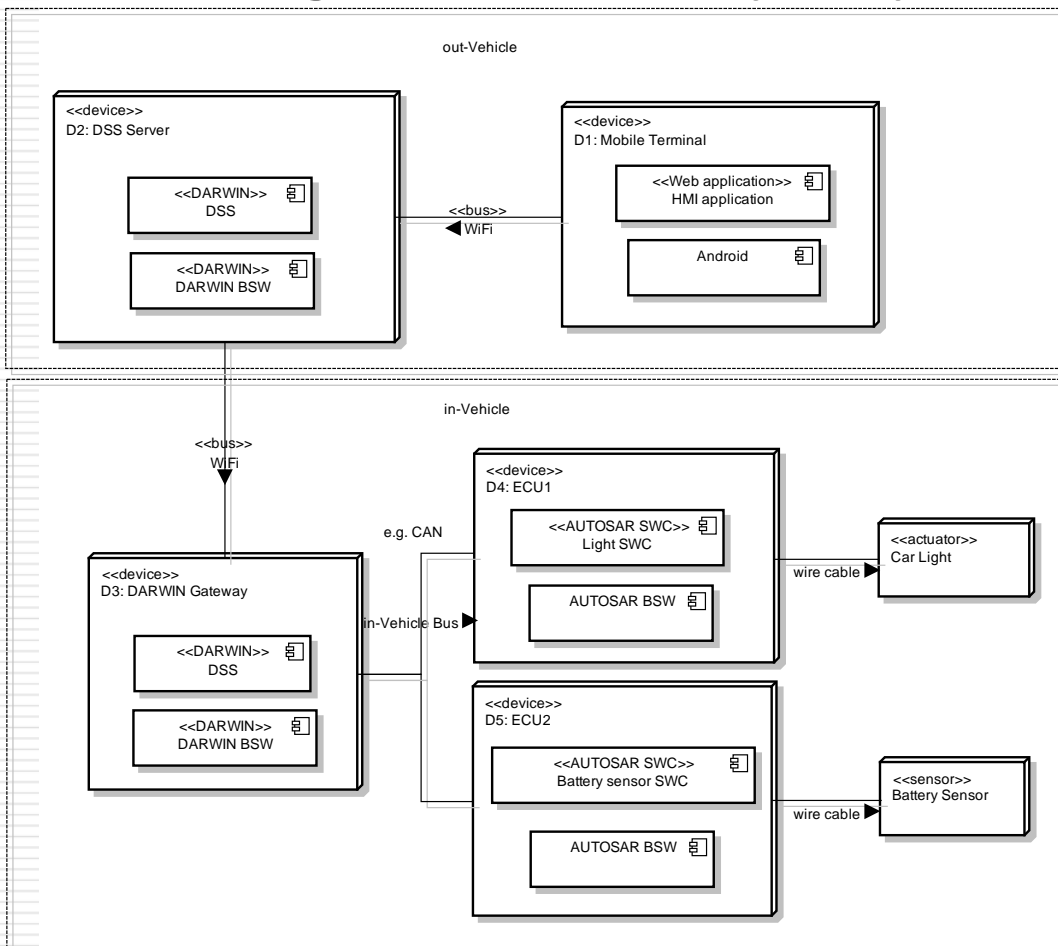 out-Vehicle
<<device>>
D2: DSS Server
<<DARWIN>>
DSS
<<DARWIN>>
DARWIN BSW
<<bus>>
WiFi
<<device>>
D1: Mobile Terminal
<<Web application>>
HMI application
Android
<<bus>>
WiFi
in-Vehicle
<<device>>
D3: DARWIN Gateway
<<DARWIN>>
DSS
<<DARWIN>>
DARWIN BSW
e.g. CAN
in-Vehicle Bus
<<device>>
D4: ECU1
<<AUTOSAR SWC>>
Light SWC
AUTOSAR BSW
wire cable
<<actuator>>
Car Light
<<device>>
D5: ECU2
<<AUTOSAR SWC>>
Battery sensor SWC
AUTOSAR BSW
wire cable
<<sensor>>
Battery Sensor